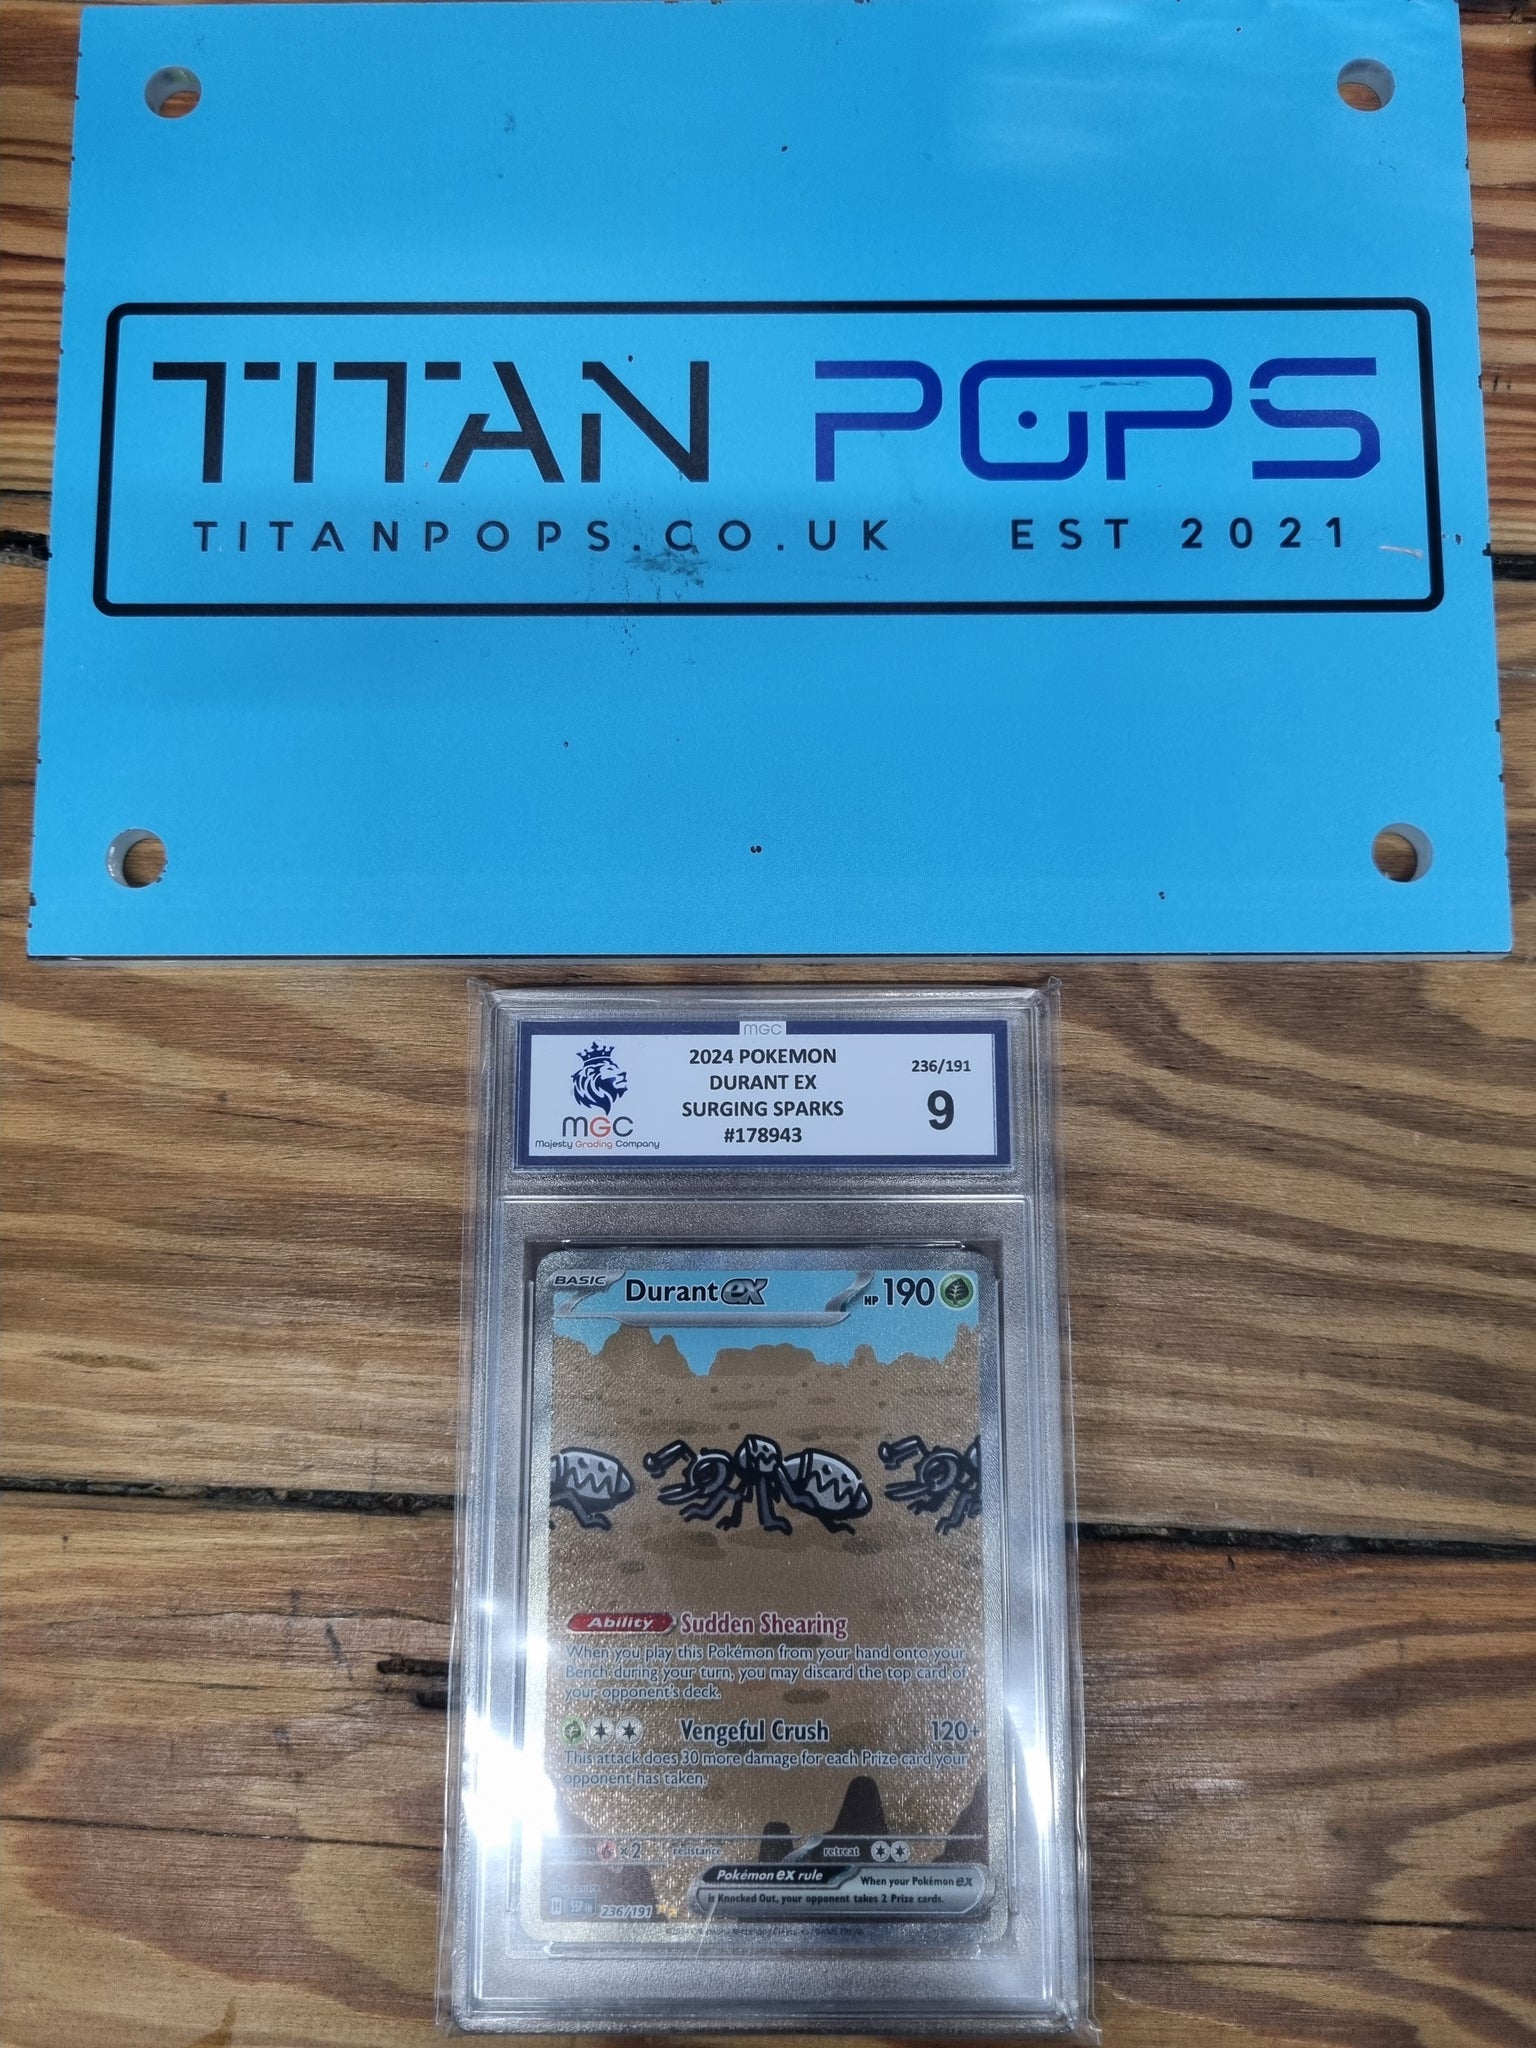 TITAN POPS
TITANPOPS.CO.UK EST 2021
MGC
2024 POKEMON
DURANT EX
SURGING SPARKS
#178943
236/191
9
MGC
Majesty Grading Company
BASIC Durant ex HP 190
Ability Sudden Shearing
When you play this Pokémon from your hand onto your
Bench during your turn, you may discard the top card of
your opponent's deck.
Vengeful Crush 120+
This attack does 30 more damage for each Prize card your
opponent has taken.
×2 resistance retreat
Pokémon ex rule When your Pokémon ex
is Knocked Out, your opponent takes 2 Prize cards.
H 236/191